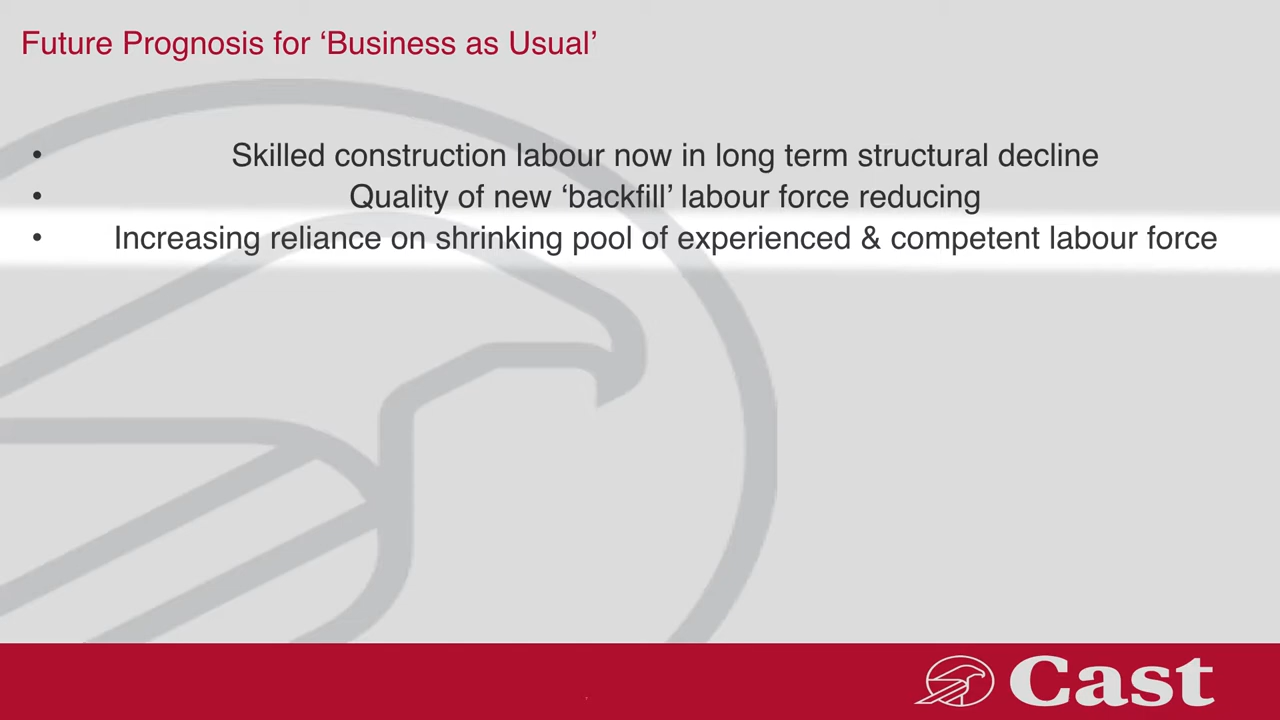 Future Prognosis for ‘Business as Usual’
• Skilled construction labour now in long term structural decline
• Quality of new ‘backfill’ labour force reducing
• Increasing reliance on shrinking pool of experienced & competent labour force
Cast